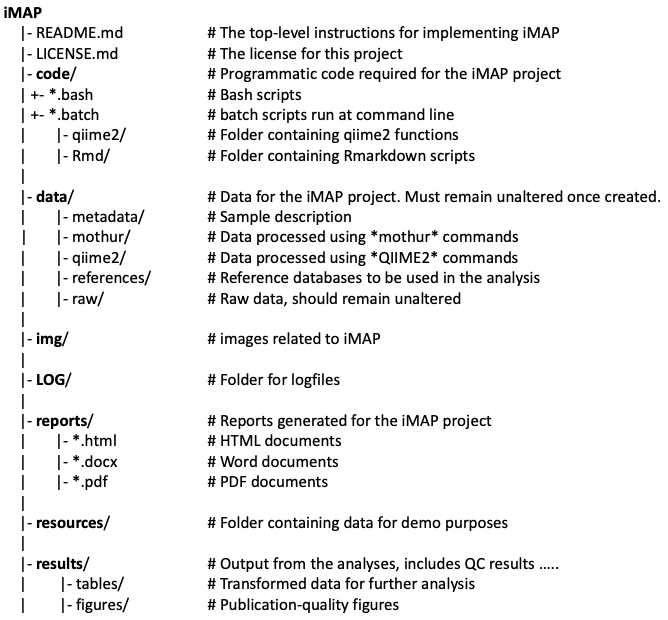 iMAP
|- README.md # The top-level instructions for implementing iMAP
|- LICENSE.md # The license for this project
|- code/ # Programmatic code required for the iMAP project
| +- *.bash # Bash scripts
| +- *.batch # batch scripts run at command line
| |- qiime2/ # Folder containing qiime2 functions
| |- Rmd/ # Folder containing Rmarkdown scripts
|
|- data/ # Data for the iMAP project. Must remain unaltered once created.
| |- metadata/ # Sample description
| |- mothur/ # Data processed using *mothur* commands
| |- qiime2/ # Data processed using *QIIME2* commands
| |- references/ # Reference databases to be used in the analysis
| |- raw/ # Raw data, should remain unaltered
|
|- img/ # images related to iMAP
|
|- LOG/ # Folder for logfiles
|
|- reports/ # Reports generated for the iMAP project
| |- *.html # HTML documents
| |- *.docx # Word documents
| |- *.pdf # PDF documents
|
|- resources/ # Folder containing data for demo purposes
|
|- results/ # Output from the analyses, includes QC results …..
| |- tables/ # Transformed data for further analysis
| |- figures/ # Publication-quality figures